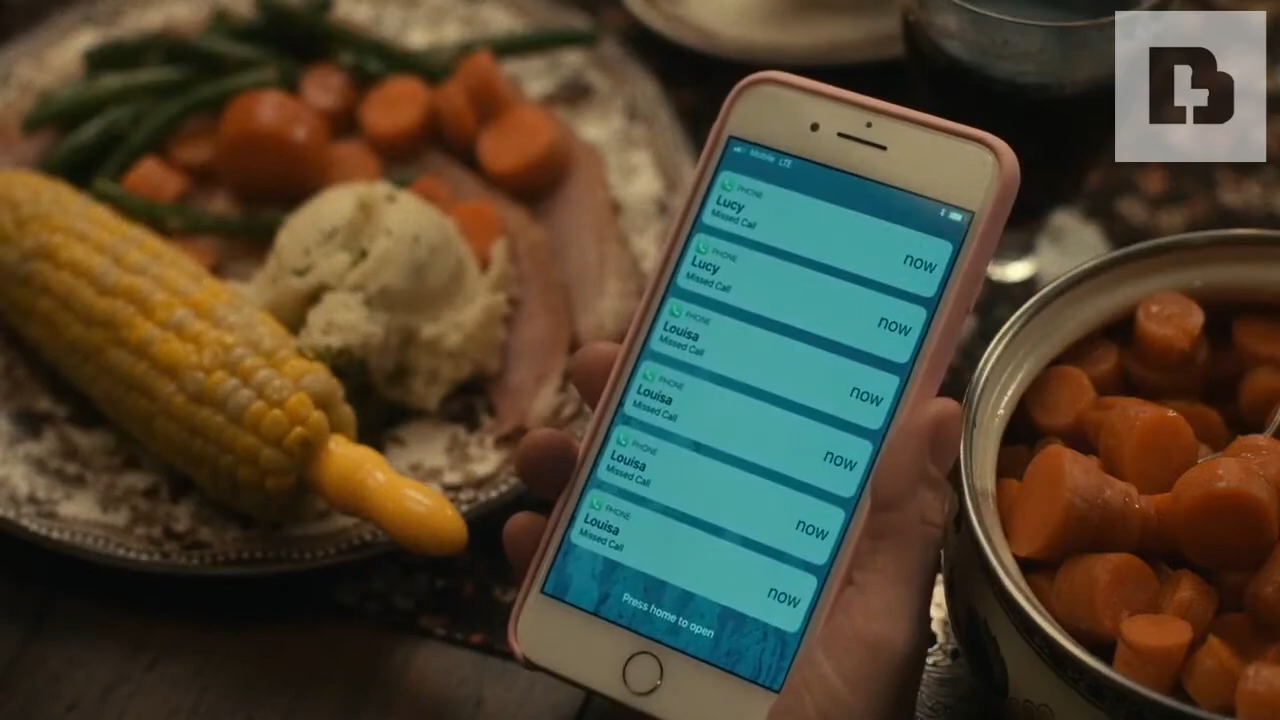 Mobile LTE
PHONE
Lucy
Missed Call
now
PHONE
Lucy
Missed Call
now
PHONE
Louisa
Missed Call
now
PHONE
Louisa
Missed Call
now
PHONE
Louisa
Missed Call
now
PHONE
Louisa
Missed Call
now
Press home to open